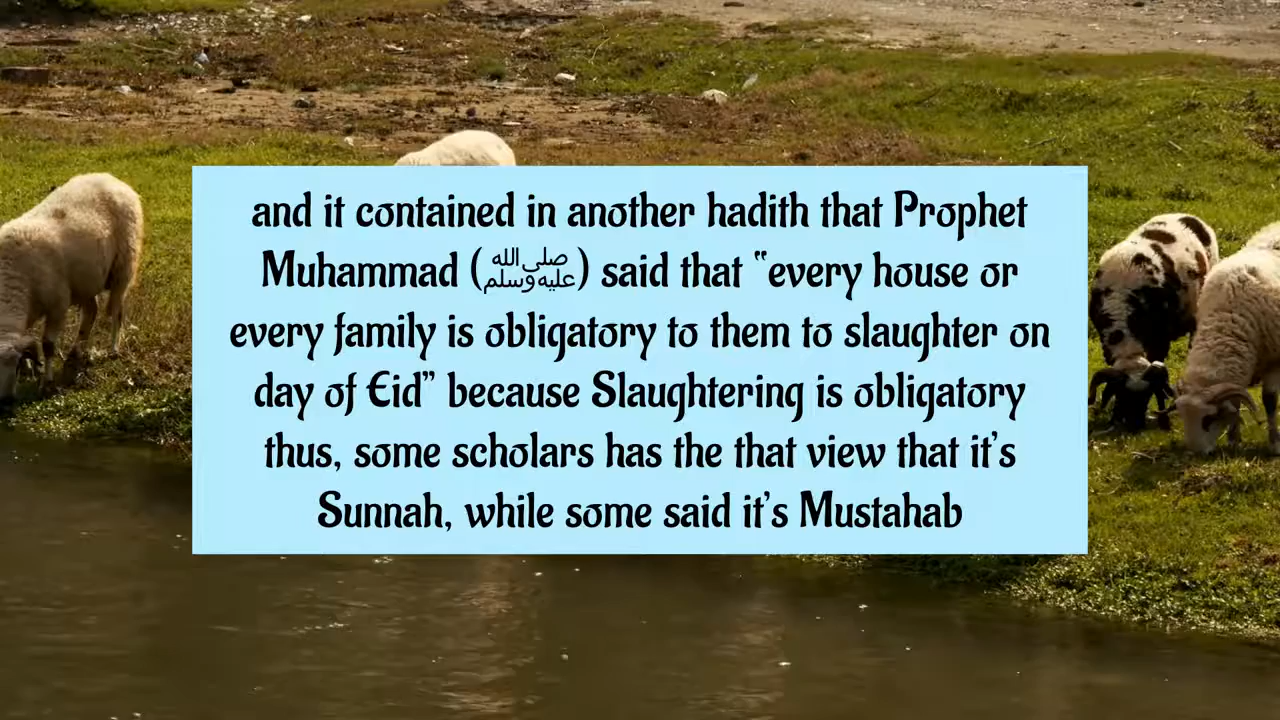 and it contained in another hadith that Prophet
Muhammad (صلى الله عليه وسلم) said that "every house or
every family is obligatory to them to slaughter on
day of Eid" because Slaughtering is obligatory
thus, some scholars has the that view that it's
Sunnah, while some said it's Mustahab